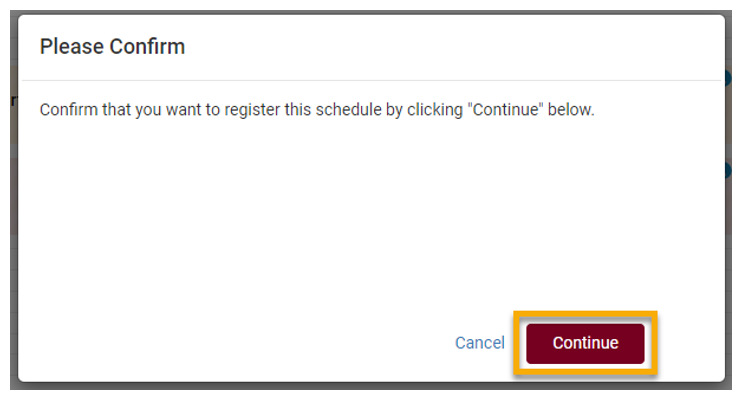 Please Confirm
Confirm that you want to register this schedule by clicking "Continue" below.
Cancel
Continue